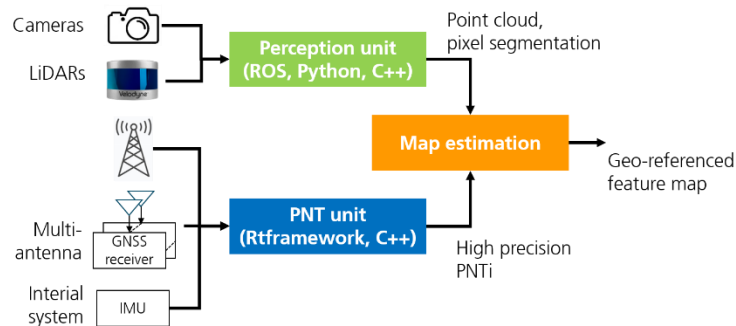 Cameras
LiDARs
Velodyne
Perception unit
(ROS, Python, C++)
Point cloud,
pixel segmentation
Map estimation
Geo-referenced
feature map
Multi-
antenna
GNSS
receiver
PNT unit
(Rtframework, C++)
High precision
PNTi
Interial
system
IMU